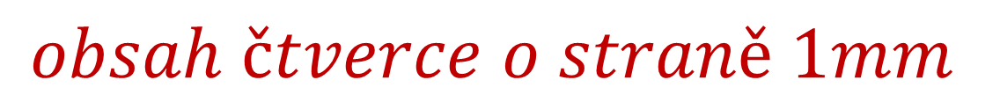 obsah čtverce o straně 1mm